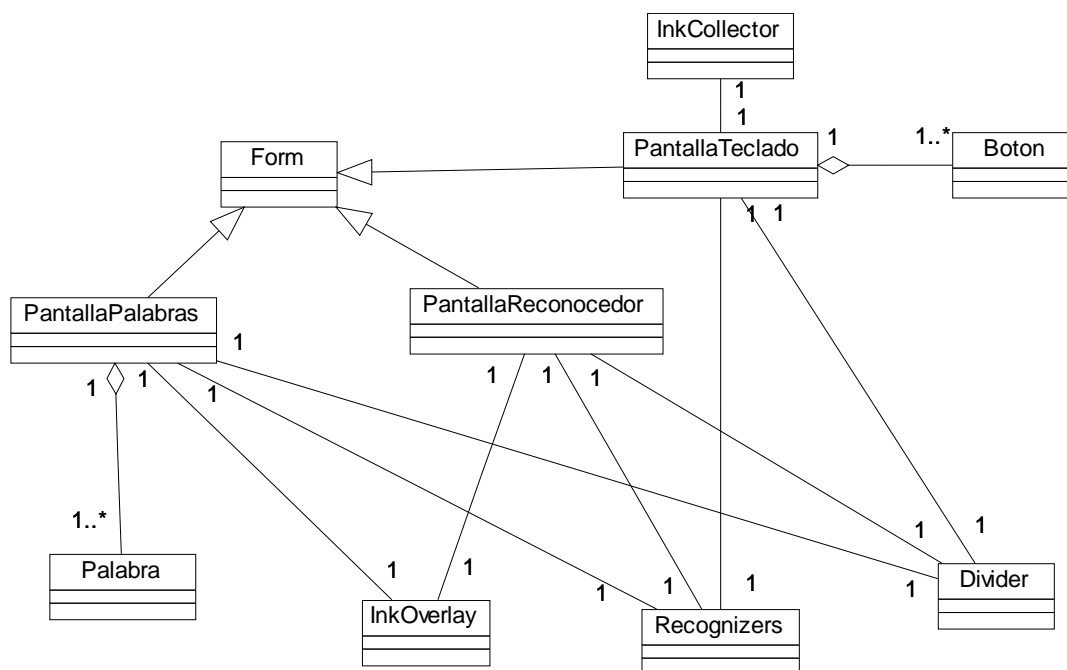 InkCollector
1
1
Form
PantallaTeclado
1
1..*
Boton
1
1
PantallaPalabras
1
PantallaReconocedor
1
1
1
1
1
1
1..*
1
1
1
1
1
1
1
1
Palabra
InkOverlay
Recognizers
Divider